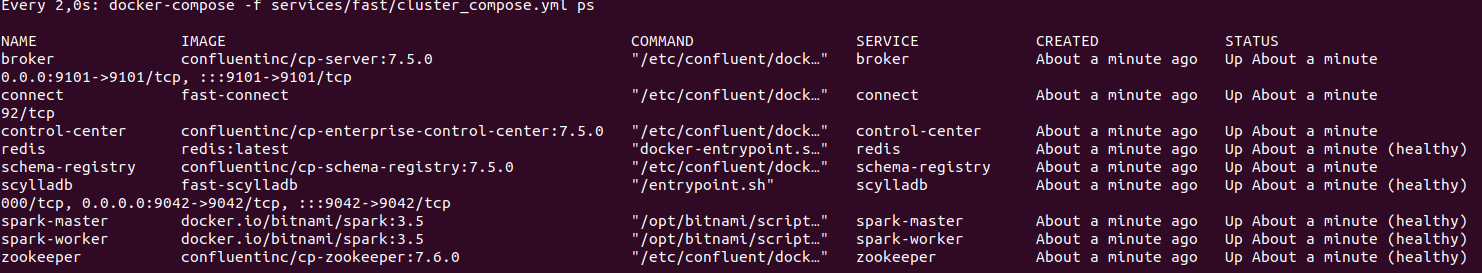 Every 2,0s: docker-compose -f services/fast/cluster_compose.yml ps
NAME IMAGE COMMAND SERVICE CREATED STATUS
broker confluentinc/cp-server:7.5.0 "/etc/confluent/dock…" broker About a minute ago Up About a minute
0.0.0:9101->9101/tcp, :::9101->9101/tcp
connect fast-connect "/etc/confluent/dock…" connect About a minute ago Up About a minute
92/tcp
control-center confluentinc/cp-enterprise-control-center:7.5.0 "/etc/confluent/dock…" control-center About a minute ago Up About a minute
redis redis:latest "docker-entrypoint.s…" redis About a minute ago Up About a minute (healthy)
schema-registry confluentinc/cp-schema-registry:7.5.0 "/etc/confluent/dock…" schema-registry About a minute ago Up About a minute
scylladb fast-scylladb "/entrypoint.sh" scylladb About a minute ago Up About a minute (healthy)
000/tcp, 0.0.0.0:9042->9042/tcp, :::9042->9042/tcp
spark-master docker.io/bitnami/spark:3.5 "/opt/bitnami/script…" spark-master About a minute ago Up About a minute (healthy)
spark-worker docker.io/bitnami/spark:3.5 "/opt/bitnami/script…" spark-worker About a minute ago Up About a minute (healthy)
zookeeper confluentinc/cp-zookeeper:7.6.0 "/etc/confluent/dock…" zookeeper About a minute ago Up About a minute (healthy)